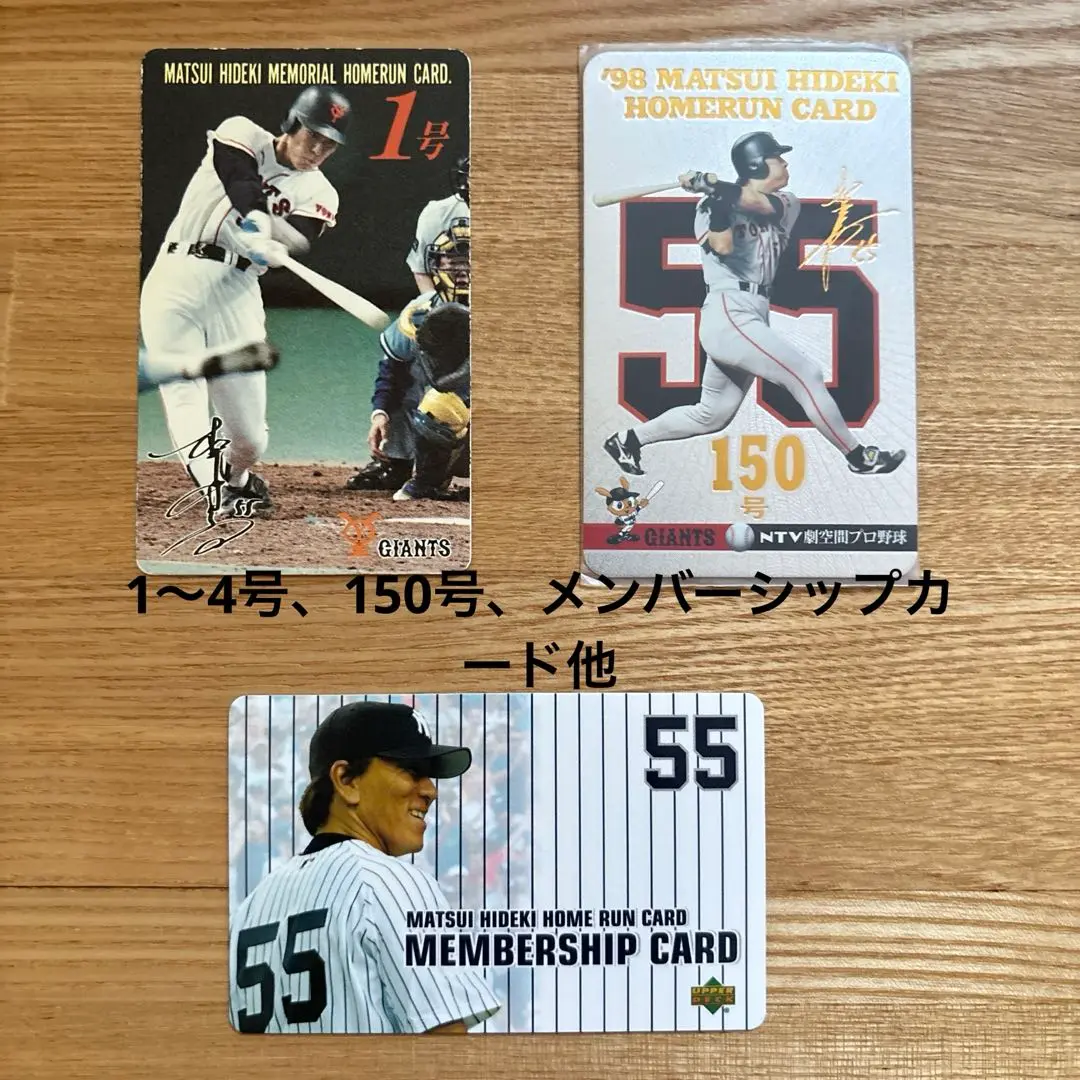 MATSUI HIDEKI MEMORIAL HOMERUN CARD.
1号
GIANTS
'98 MATSUI HIDEKI
HOMERUN CARD
55
150
号
GIANTS NTV劇空間プロ野球
1〜4号、150号、メンバーシップカ
ード他
55
55
MATSUI HIDEKI HOME RUN CARD
MEMBERSHIP CARD
UPPER
DECK